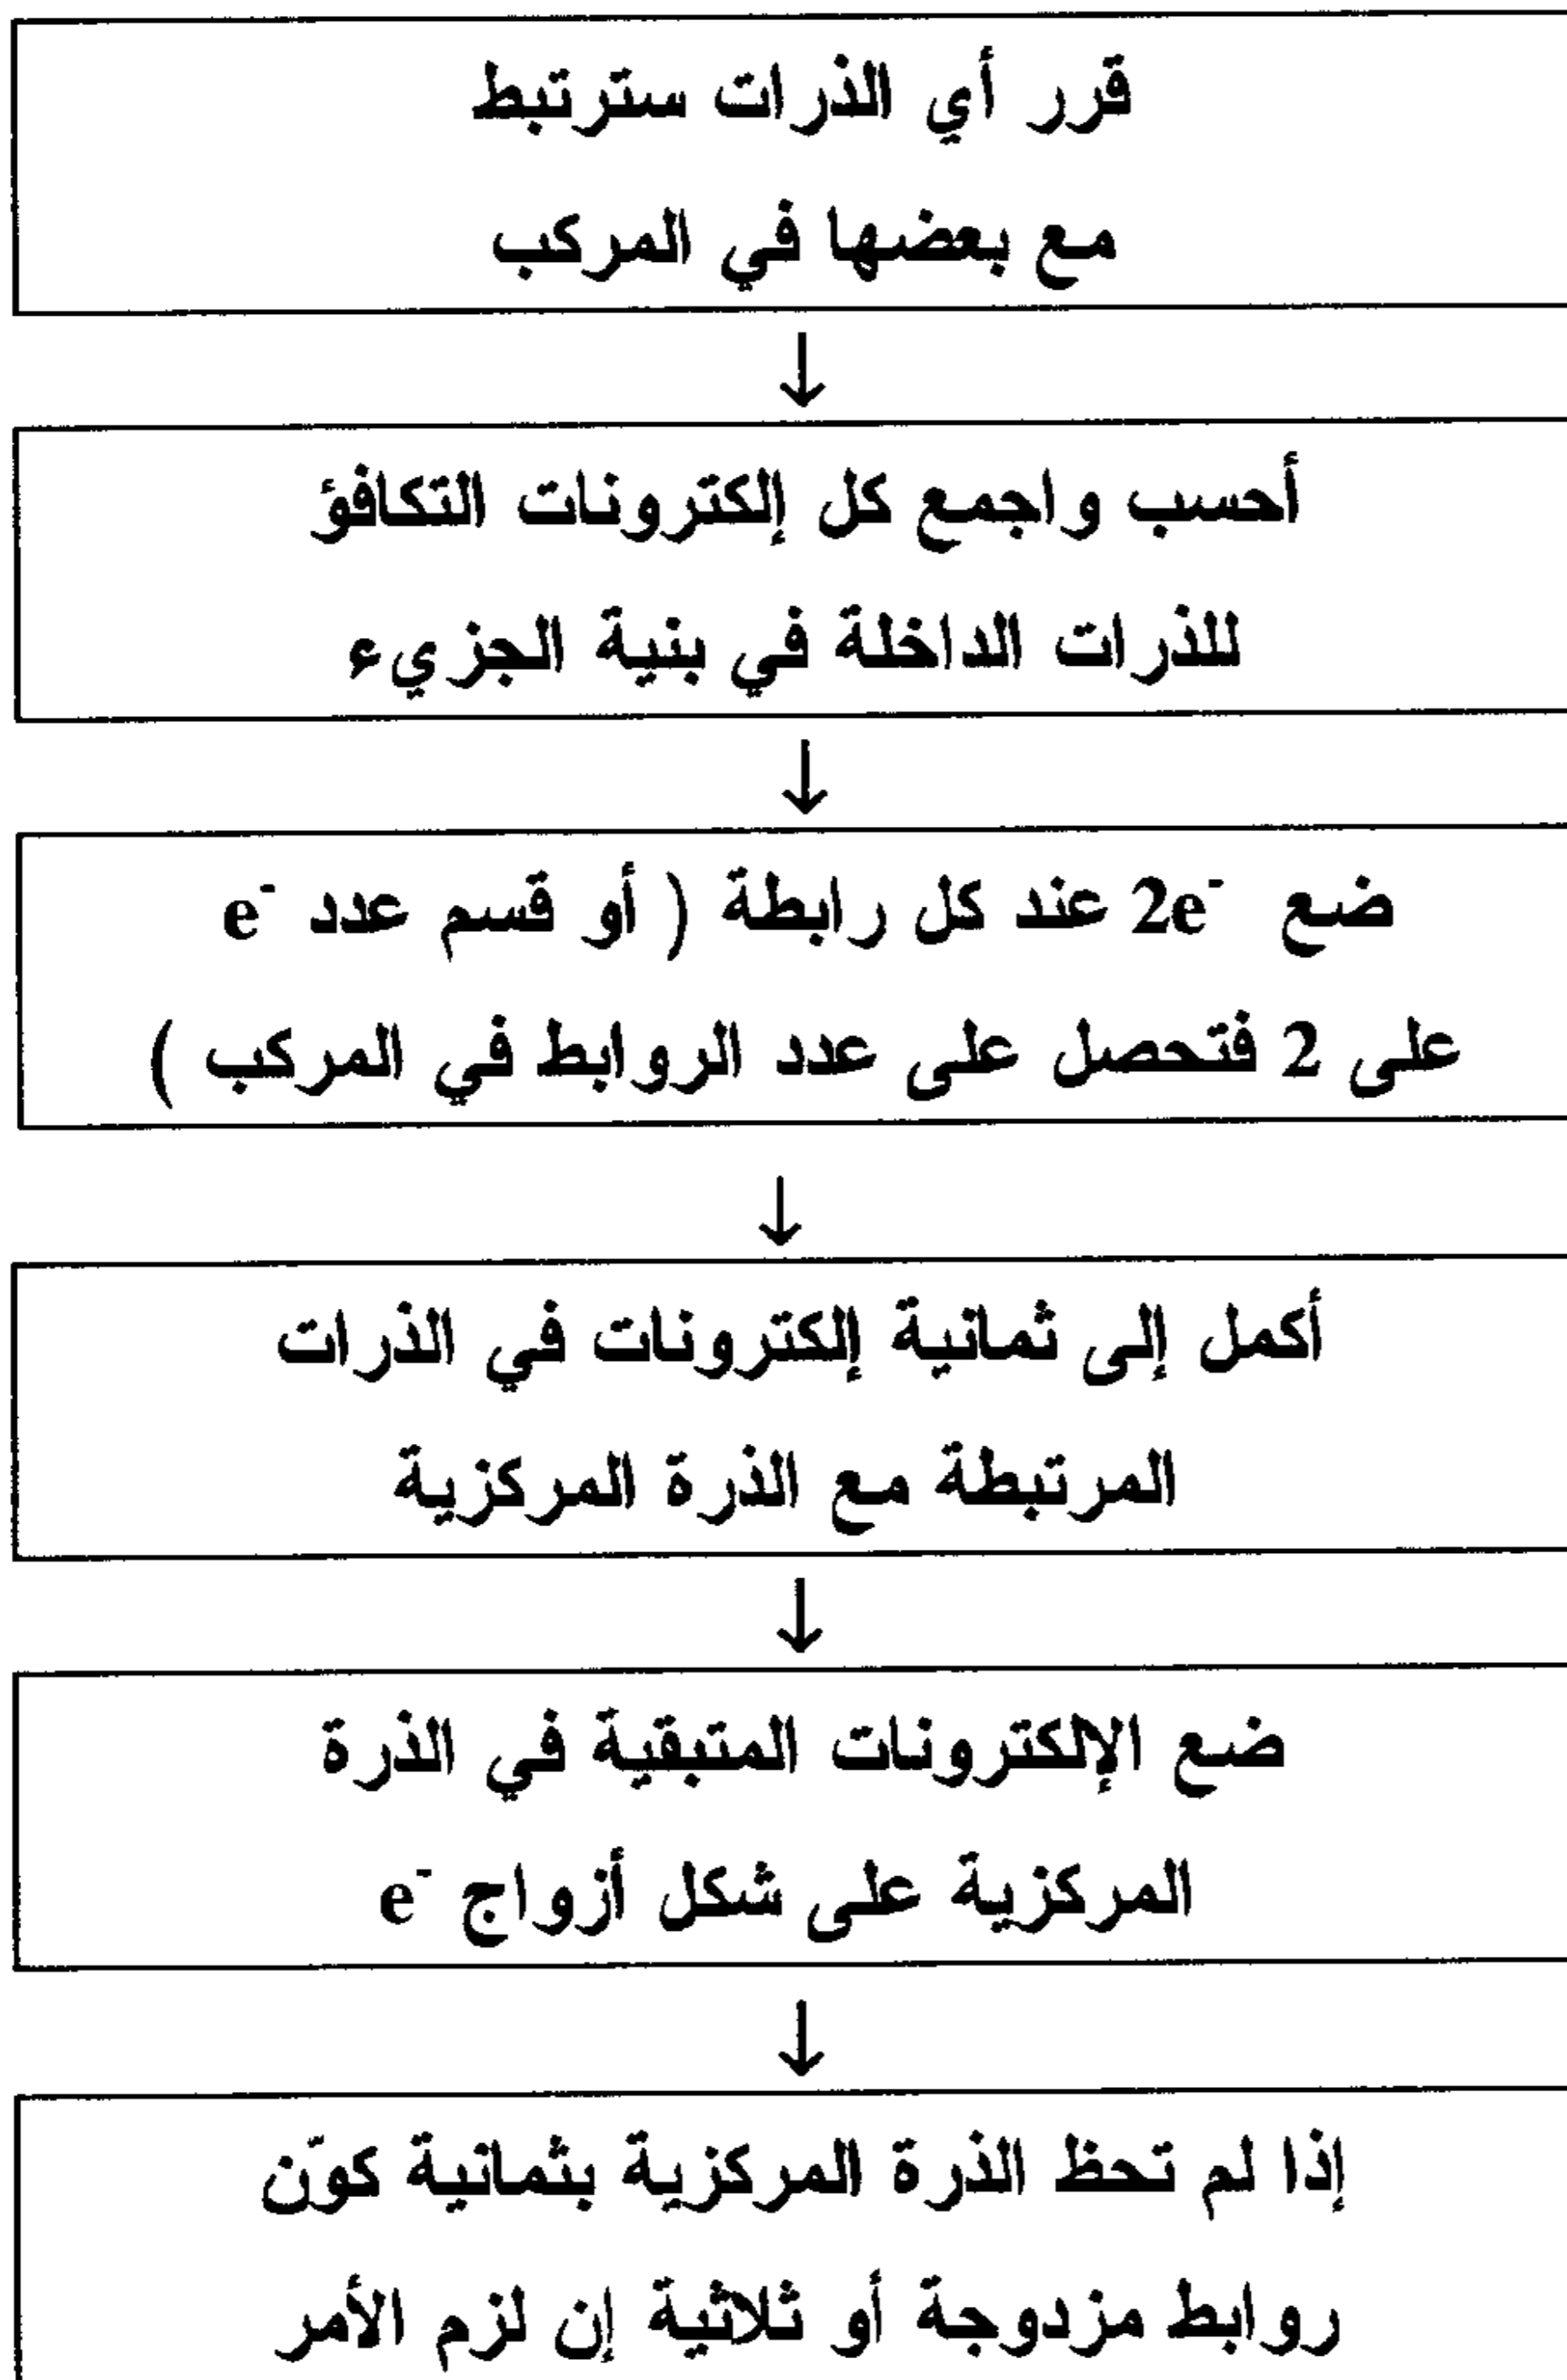 قرر أي الذرات سترتبط
مع بعضها في المركب
↓
أحسب واجمع كل إلكترونات التكافؤ
للذرات الداخلة في بنية الجزيء
↓
ضع 2e⁻ عند كل رابطة ( أو قسم عدد e⁻
على 2 فتحصل على عدد الروابط في المركب )
↓
أكمل إلى ثمانية إلكترونات في الذرات
المرتبطة مع الذرة المركزية
↓
ضع الإلكترونات المتبقية في الذرة
المركزية على شكل أزواج e⁻
↓
إذا لم تحظ الذرة المركزية بثمانية كوّن
روابط مزدوجة أو ثلاثية إن لزم الأمر